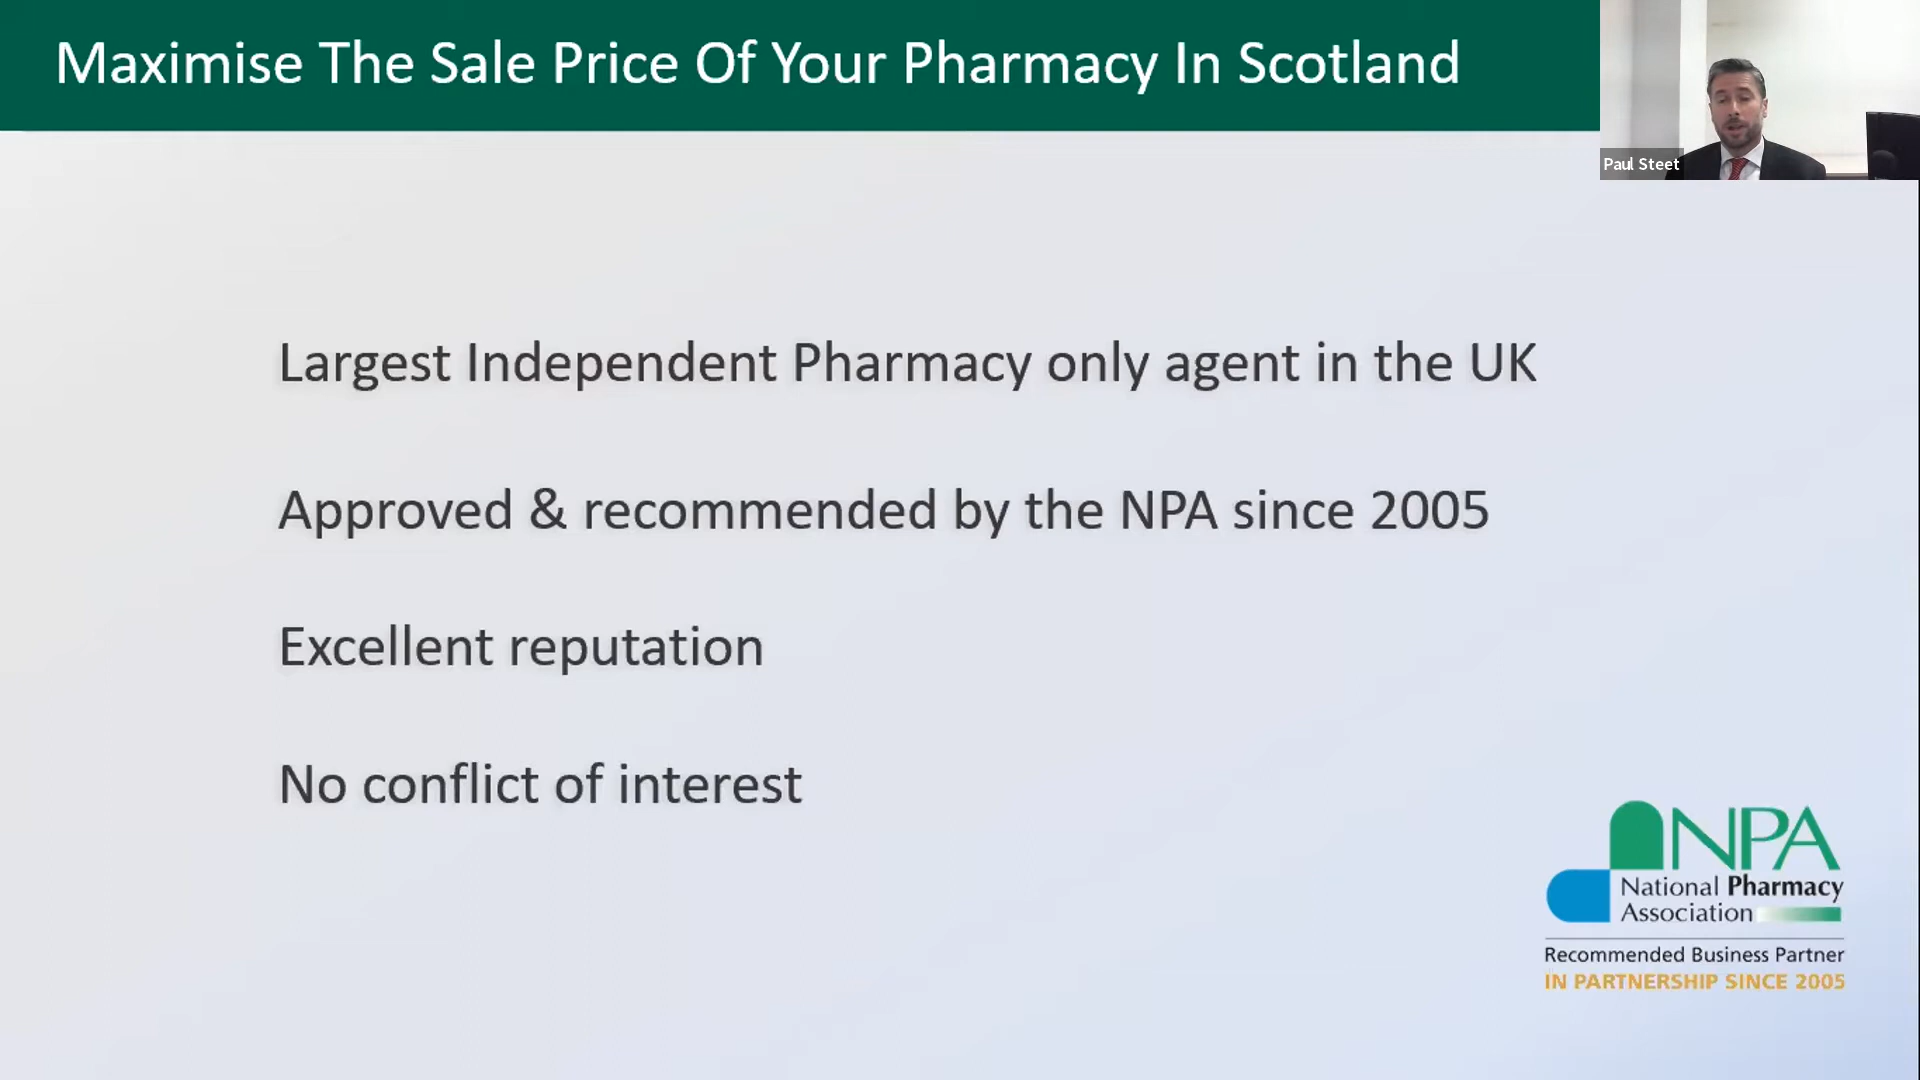 Maximise The Sale Price Of Your Pharmacy In Scotland
Paul Steet
Largest Independent Pharmacy only agent in the UK
Approved & recommended by the NPA since 2005
Excellent reputation
No conflict of interest
NPA
National Pharmacy
Association
Recommended Business Partner
IN PARTNERSHIP SINCE 2005